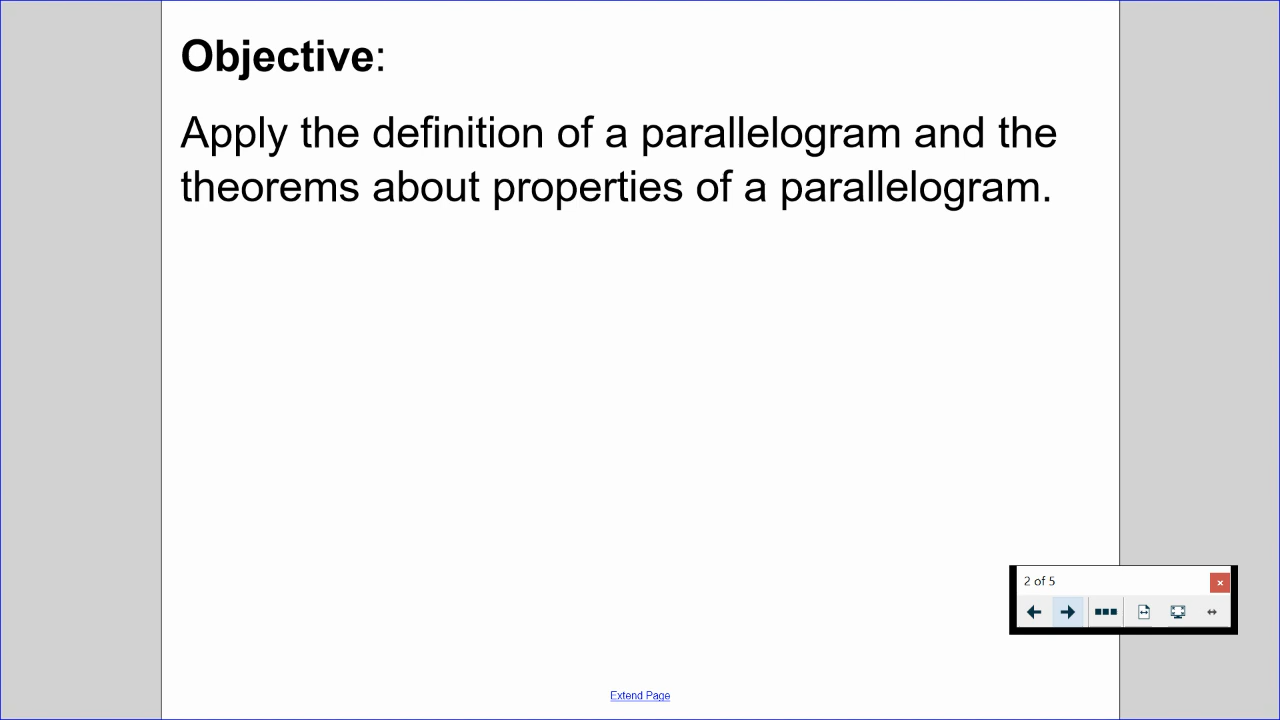 Objective:
Apply the definition of a parallelogram and the
theorems about properties of a parallelogram.
2 of 5
Extend Page